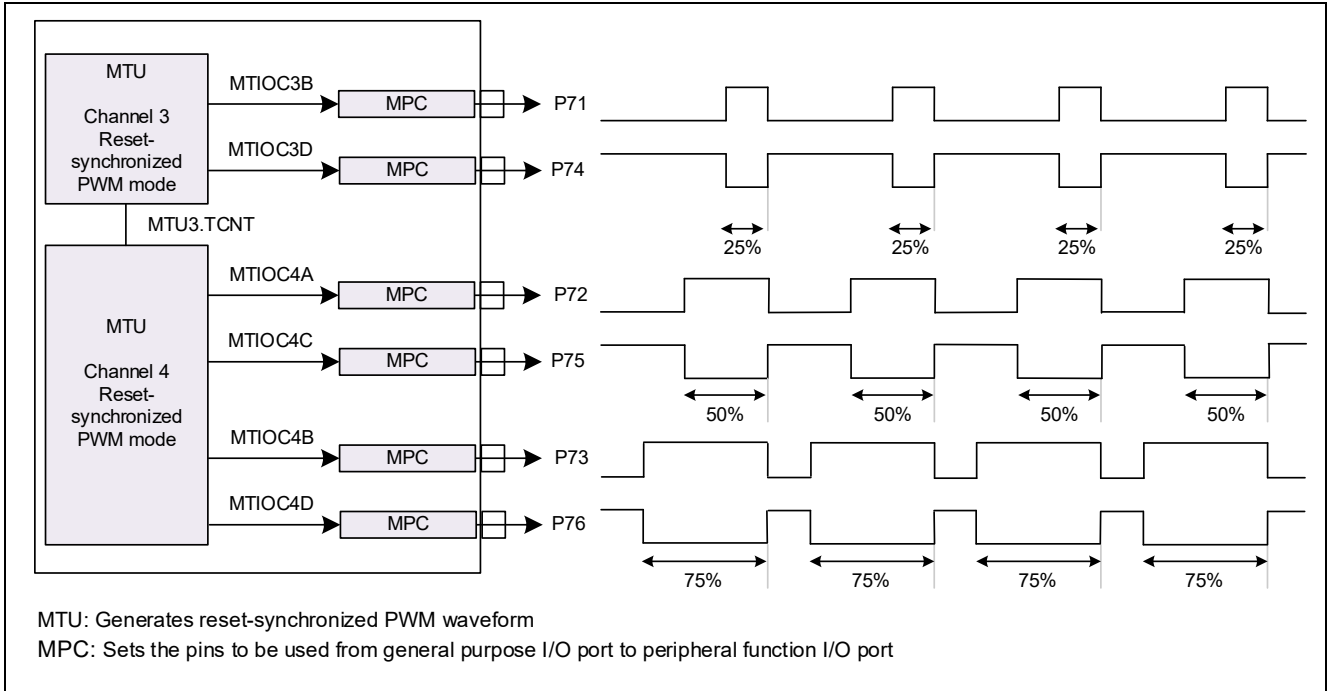 MTU
Channel 3
Reset-
synchronized
PWM mode
MTIOC3B
MPC
P71
MTIOC3D
MPC
P74
25%
25%
25%
25%
MTU3.TCNT
MTU
Channel 4
Reset-
synchronized
PWM mode
MTIOC4A
MPC
P72
MTIOC4C
MPC
P75
50%
50%
50%
50%
MTIOC4B
MPC
P73
MTIOC4D
MPC
P76
75%
75%
75%
75%
MTU: Generates reset-synchronized PWM waveform
MPC: Sets the pins to be used from general purpose I/O port to peripheral function I/O port